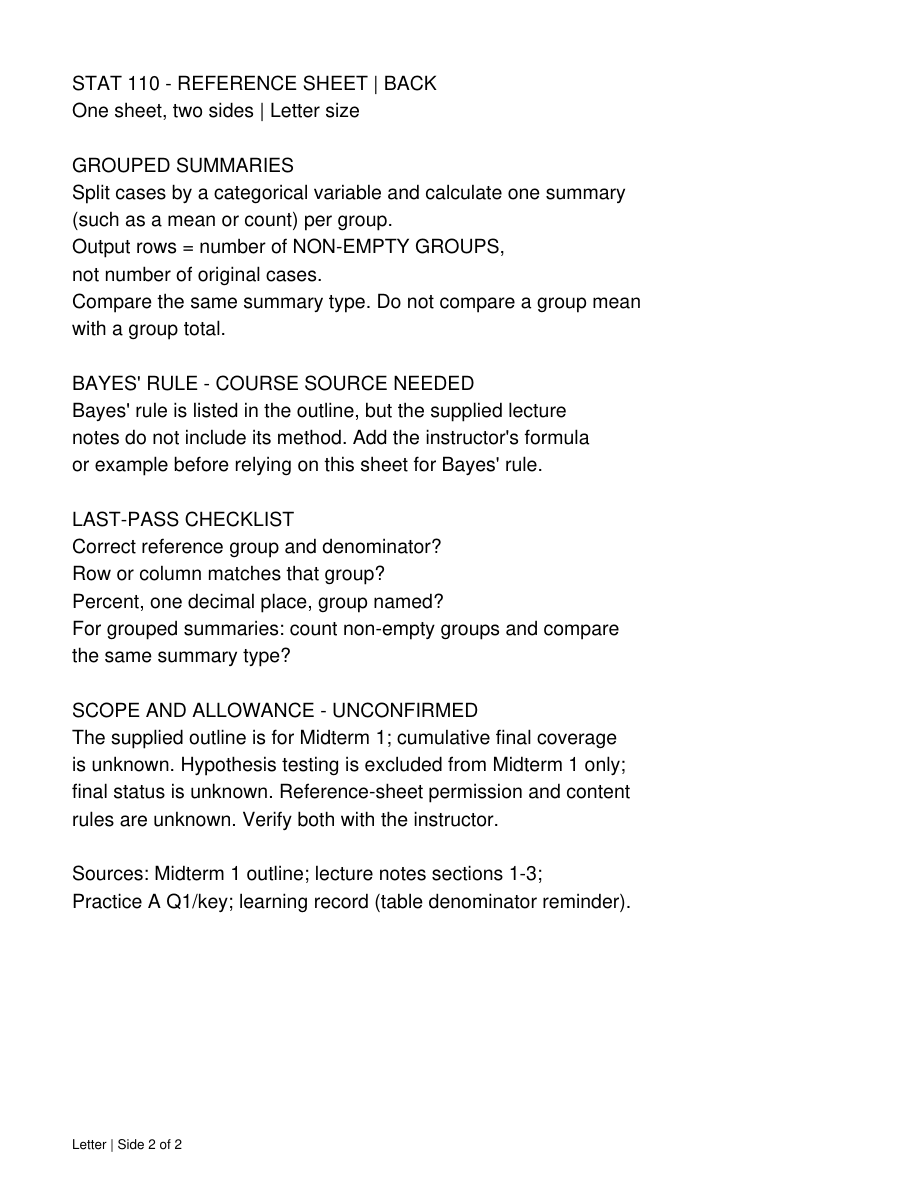 STAT 110 - REFERENCE SHEET | BACK
One sheet, two sides | Letter size
GROUPED SUMMARIES
Split cases by a categorical variable and calculate one summary
(such as a mean or count) per group.
Output rows = number of NON-EMPTY GROUPS,
not number of original cases.
Compare the same summary type. Do not compare a group mean
with a group total.
BAYES' RULE - COURSE SOURCE NEEDED
Bayes' rule is listed in the outline, but the supplied lecture
notes do not include its method. Add the instructor's formula
or example before relying on this sheet for Bayes' rule.
LAST-PASS CHECKLIST
Correct reference group and denominator?
Row or column matches that group?
Percent, one decimal place, group named?
For grouped summaries: count non-empty groups and compare
the same summary type?
SCOPE AND ALLOWANCE - UNCONFIRMED
The supplied outline is for Midterm 1; cumulative final coverage
is unknown. Hypothesis testing is excluded from Midterm 1 only;
final status is unknown. Reference-sheet permission and content
rules are unknown. Verify both with the instructor.
Sources: Midterm 1 outline; lecture notes sections 1-3;
Practice A Q1/key; learning record (table denominator reminder).
Letter | Side 2 of 2